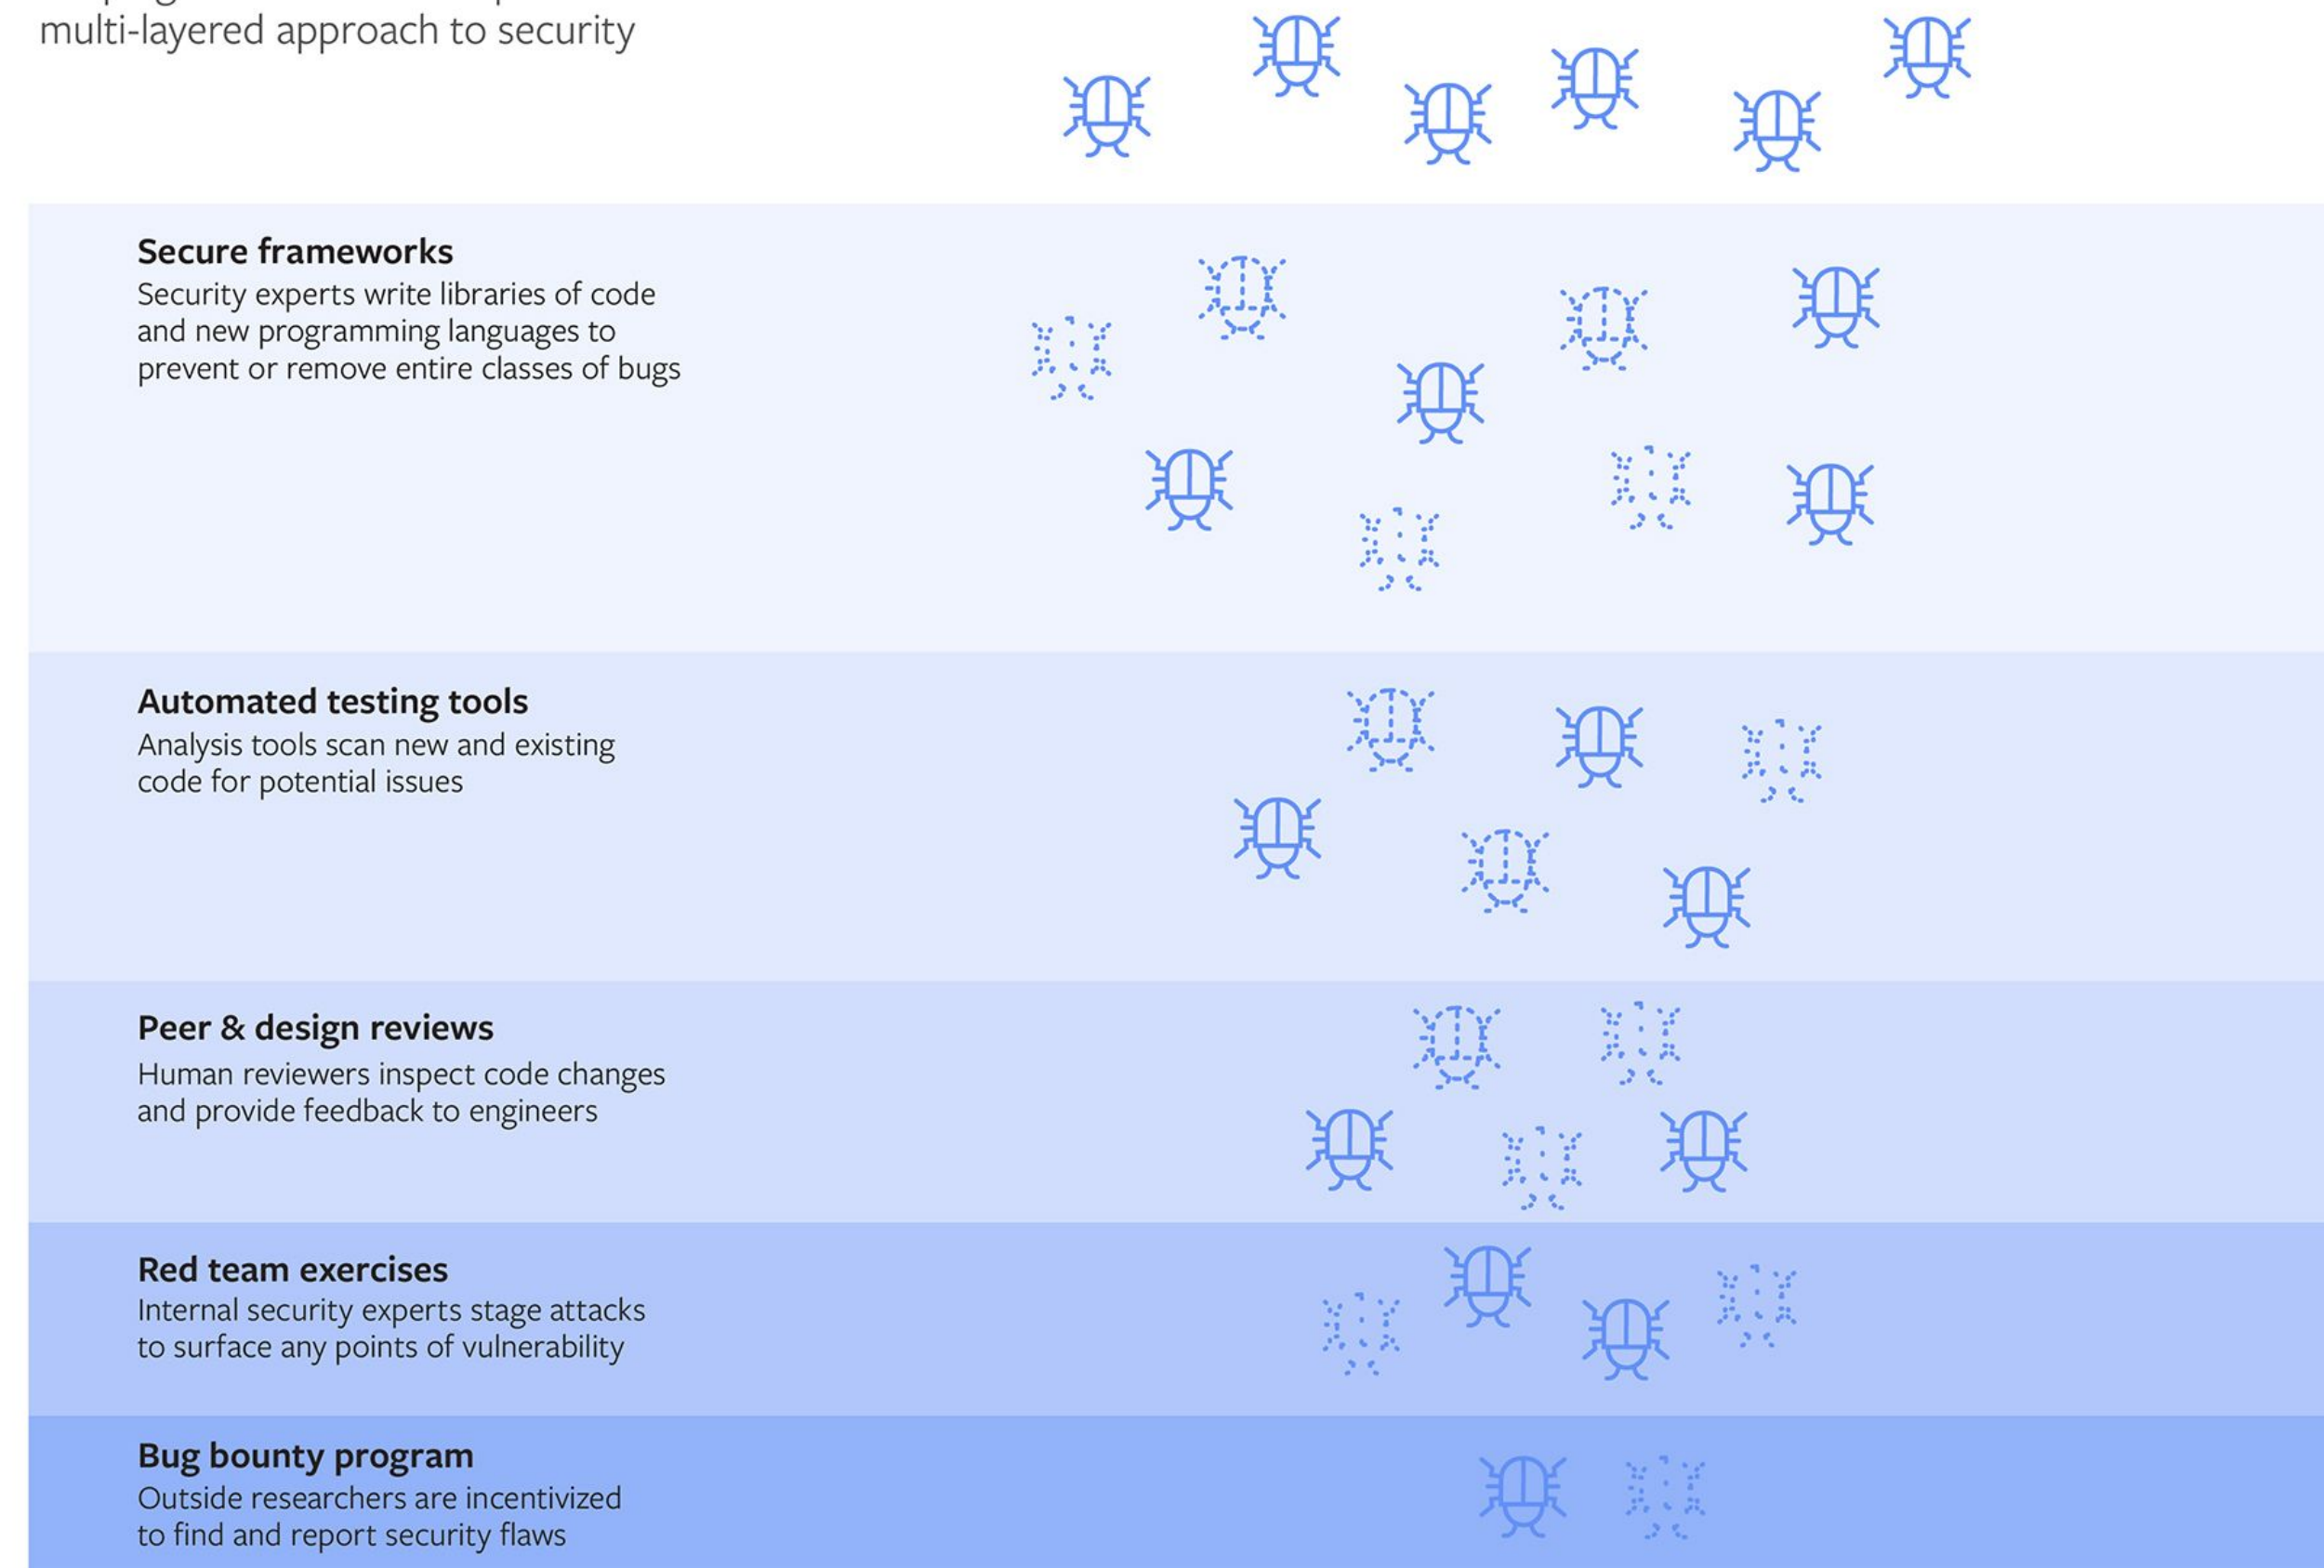 multi-layered approach to security
Secure frameworks
Security experts write libraries of code
and new programming languages to
prevent or remove entire classes of bugs
Automated testing tools
Analysis tools scan new and existing
code for potential issues
Peer & design reviews
Human reviewers inspect code changes
and provide feedback to engineers
Red team exercises
Internal security experts stage attacks
to surface any points of vulnerability
Bug bounty program
Outside researchers are incentivized
to find and report security flaws